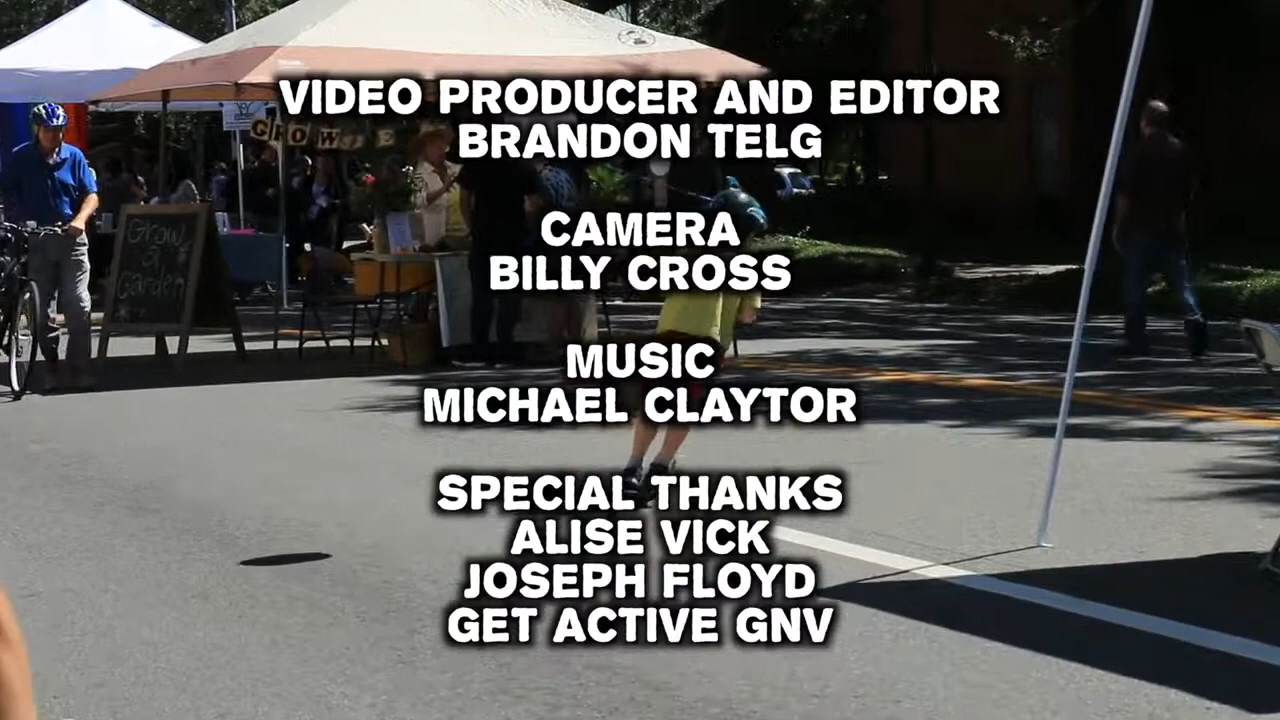 VIDEO PRODUCER AND EDITOR
BRANDON TELG
CAMERA
BILLY CROSS
MUSIC
MICHAEL CLAYTOR
SPECIAL THANKS
ALISE VICK
JOSEPH FLOYD
GET ACTIVE GNV
Grow
a
Garden